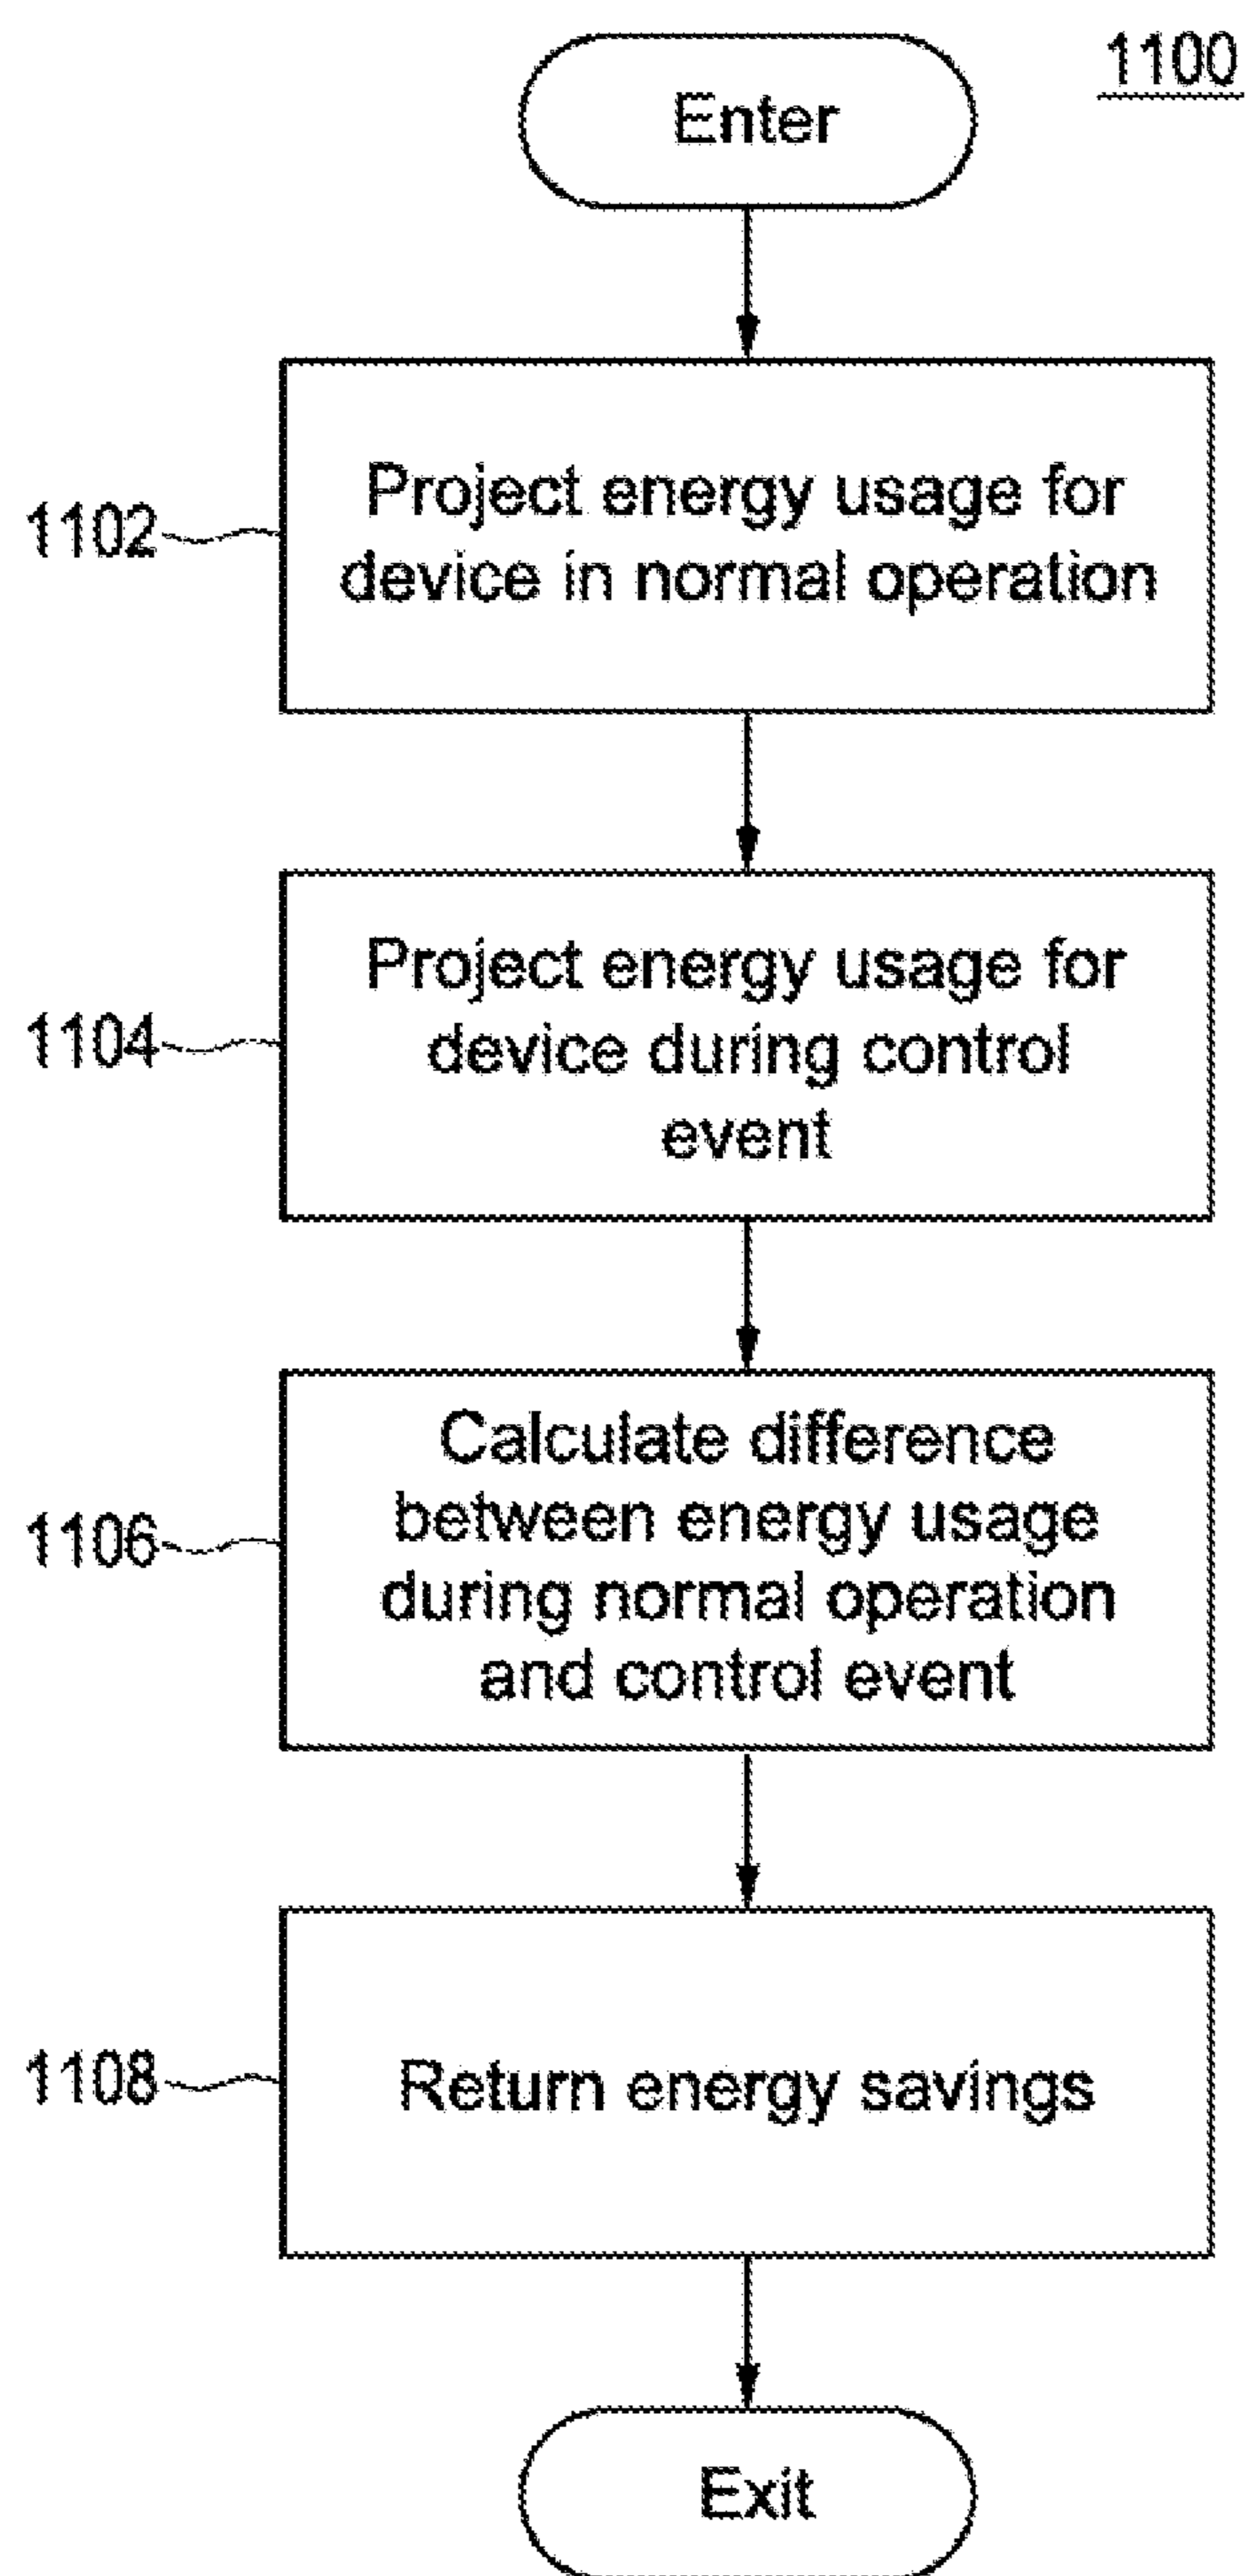 1100
Enter
1102
Project energy usage for
device in normal operation
1104
Project energy usage for
device during control
event
1106
Calculate difference
between energy usage
during normal operation
and control event
1108
Return energy savings
Exit